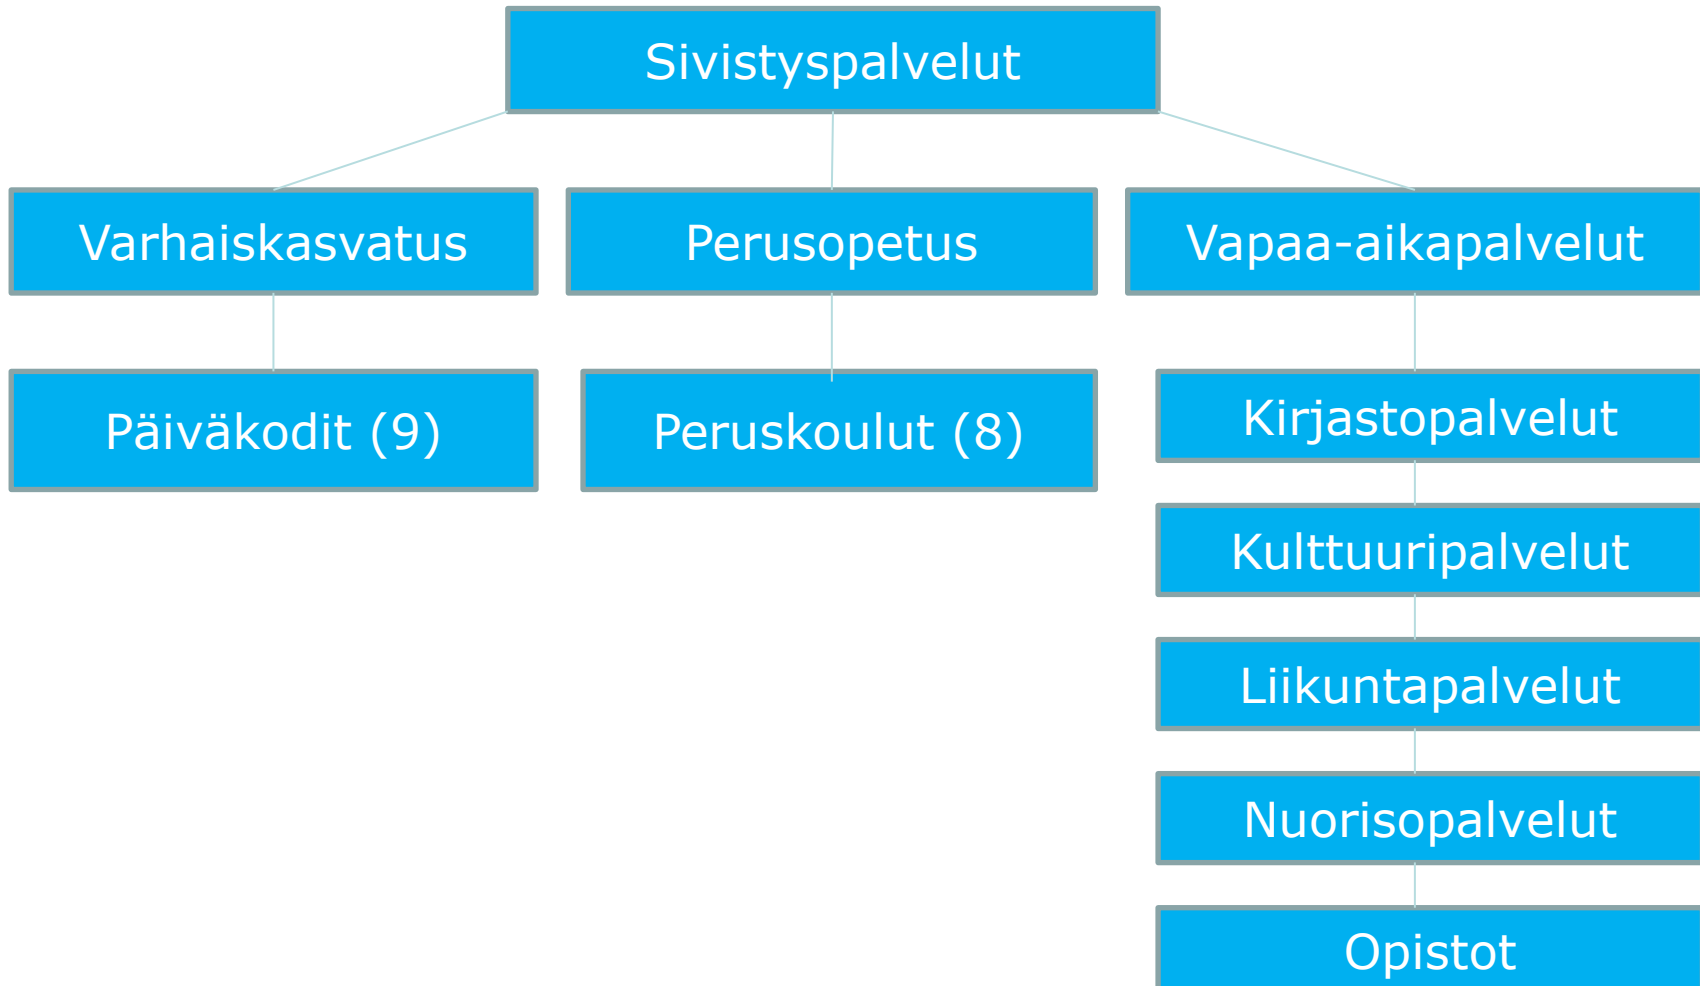 Sivistyspalvelut
Varhaiskasvatus
Perusopetus
Vapaa-aikapalvelut
Päiväkodit (9)
Peruskoulut (8)
Kirjastopalvelut
Kulttuuripalvelut
Liikuntapalvelut
Nuorisopalvelut
Opistot